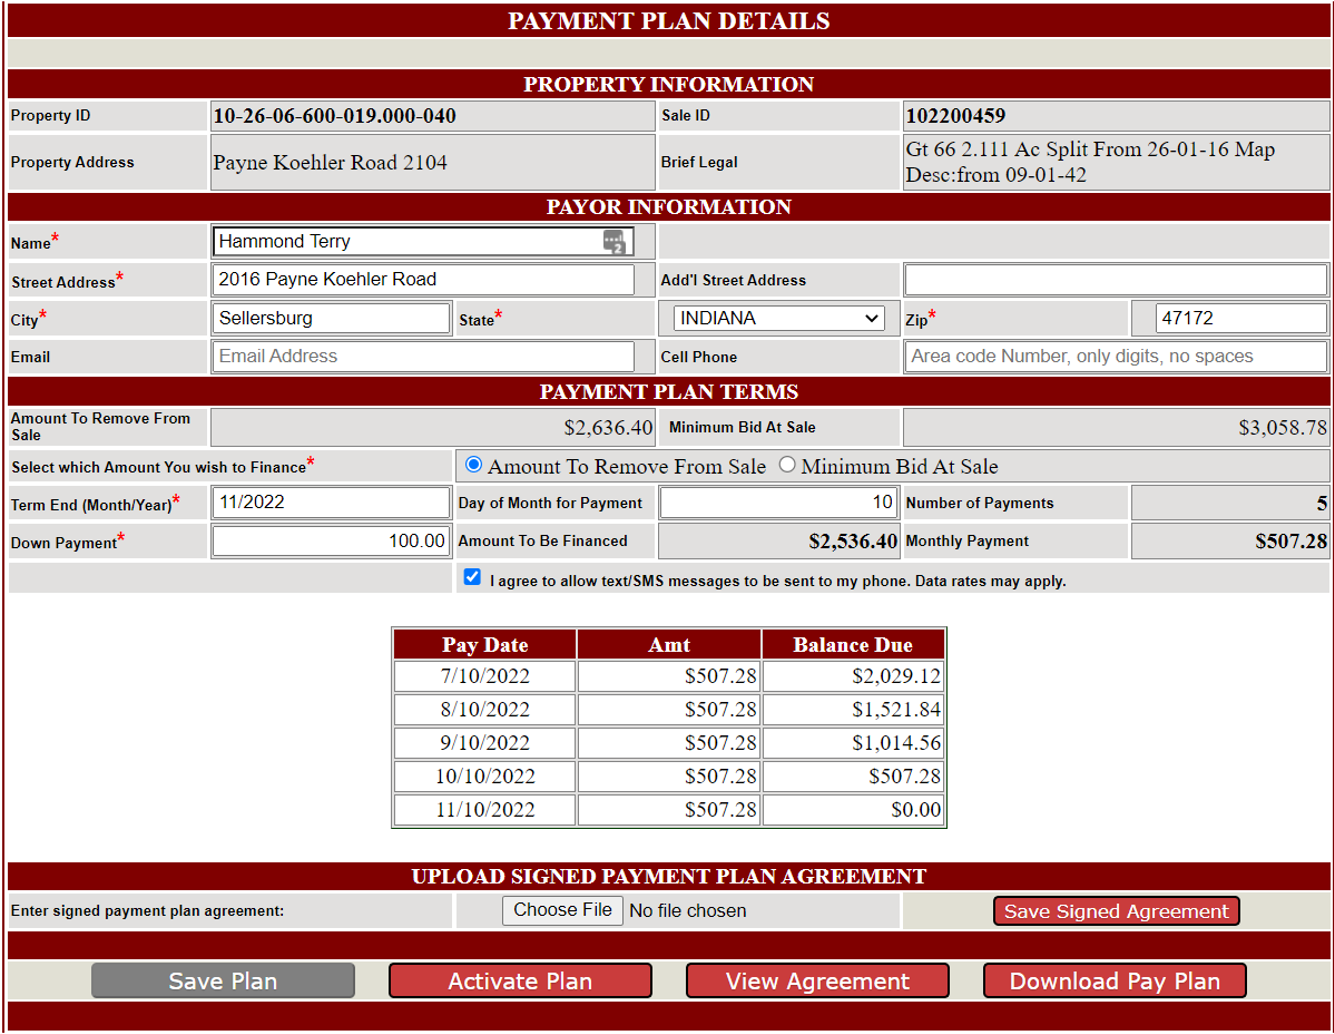 PAYMENT PLAN DETAILS
PROPERTY INFORMATION
Property ID 10-26-06-600-019.000-040 Sale ID 102200459
Property Address Payne Koehler Road 2104 Brief Legal Gt 66 2.111 Ac Split From 26-01-16 Map
Desc:from 09-01-42
PAYOR INFORMATION
Name* Hammond Terry 2
Street Address* 2016 Payne Koehler Road Add'l Street Address
City* Sellersburg State* INDIANA Zip* 47172
Email Email Address Cell Phone Area code Number, only digits, no spaces
PAYMENT PLAN TERMS
Amount To Remove From
Sale $2,636.40 Minimum Bid At Sale $3,058.78
Select which Amount You wish to Finance* Amount To Remove From Sale Minimum Bid At Sale
Term End (Month/Year)* 11/2022 Day of Month for Payment 10 Number of Payments 5
Down Payment* 100.00 Amount To Be Financed $2,536.40 Monthly Payment $507.28
I agree to allow text/SMS messages to be sent to my phone. Data rates may apply.
Pay Date Amt Balance Due
7/10/2022 $507.28 $2,029.12
8/10/2022 $507.28 $1,521.84
9/10/2022 $507.28 $1,014.56
10/10/2022 $507.28 $507.28
11/10/2022 $507.28 $0.00
UPLOAD SIGNED PAYMENT PLAN AGREEMENT
Enter signed payment plan agreement: Choose File No file chosen Save Signed Agreement
Save Plan Activate Plan View Agreement Download Pay Plan